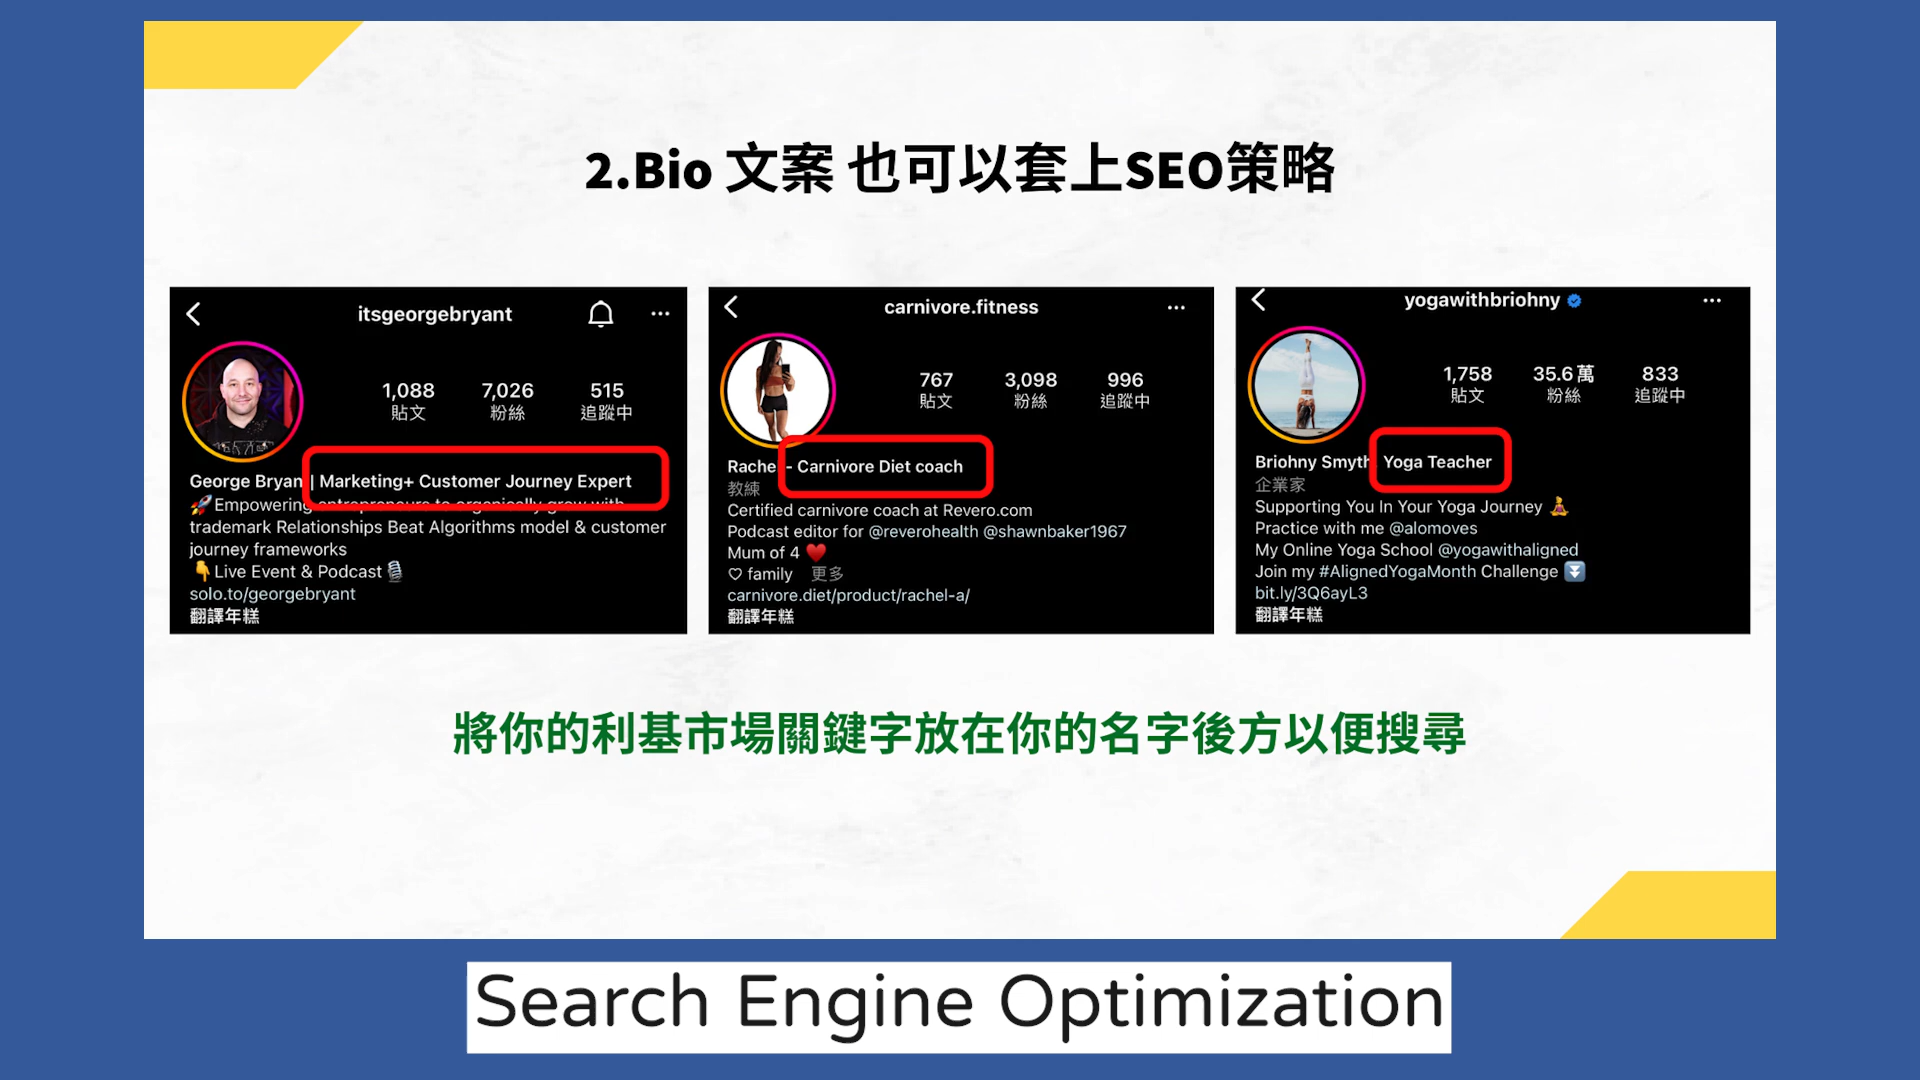 2.Bio 文案 也可以套上SEO策略
itsgeorgebryant
1,088 7,026 515
貼文 粉絲 追蹤中
George Bryan | Marketing+ Customer Journey Expert
🚀Empowering entrepreneurs to organically grow with
trademark Relationships Beat Algorithms model & customer
journey frameworks
👇Live Event & Podcast🎙
solo.to/georgebryant
翻譯年糕
carnivore.fitness
767 3,098 996
貼文 粉絲 追蹤中
Rachel - Carnivore Diet coach
教練
Certified carnivore coach at Revero.com
Podcast editor for @reverohealth @shawnbaker1967
Mum of 4 ❤️
♡ family 更多
carnivore.diet/product/rachel-a/
翻譯年糕
yogawithbriohny
1,758 35.6萬 833
貼文 粉絲 追蹤中
Briohny Smyth Yoga Teacher
企業家
Supporting You In Your Yoga Journey 🧘
Practice with me @alomoves
My Online Yoga School @yogawithaligned
Join my #AlignedYogaMonth Challenge ⏬
bit.ly/3Q6ayL3
翻譯年糕
將你的利基市場關鍵字放在你的名字後方以便搜尋
Search Engine Optimization